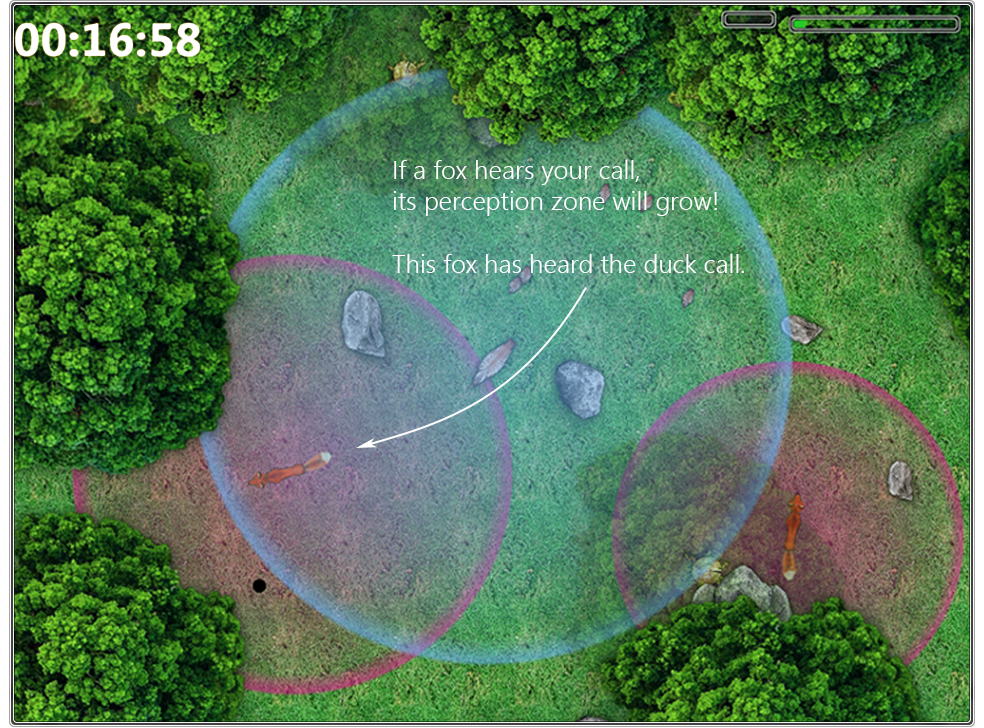 00:16:58
If a fox hears your call,
its perception zone will grow!
This fox has heard the duck call.